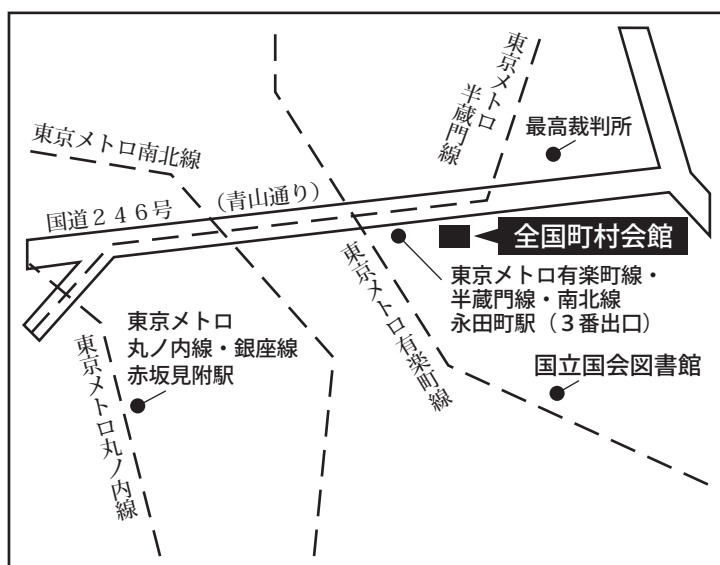 東京メトロ
半蔵門線
最高裁判所
東京メトロ南北線
国道２４６号
（青山通り）
全国町村会館
東京メトロ有楽町線・
半蔵門線・南北線
永田町駅（３番出口）
東京メトロ有楽町線
東京メトロ
丸ノ内線・銀座線
赤坂見附駅
国立国会図書館
東京メトロ丸ノ内線